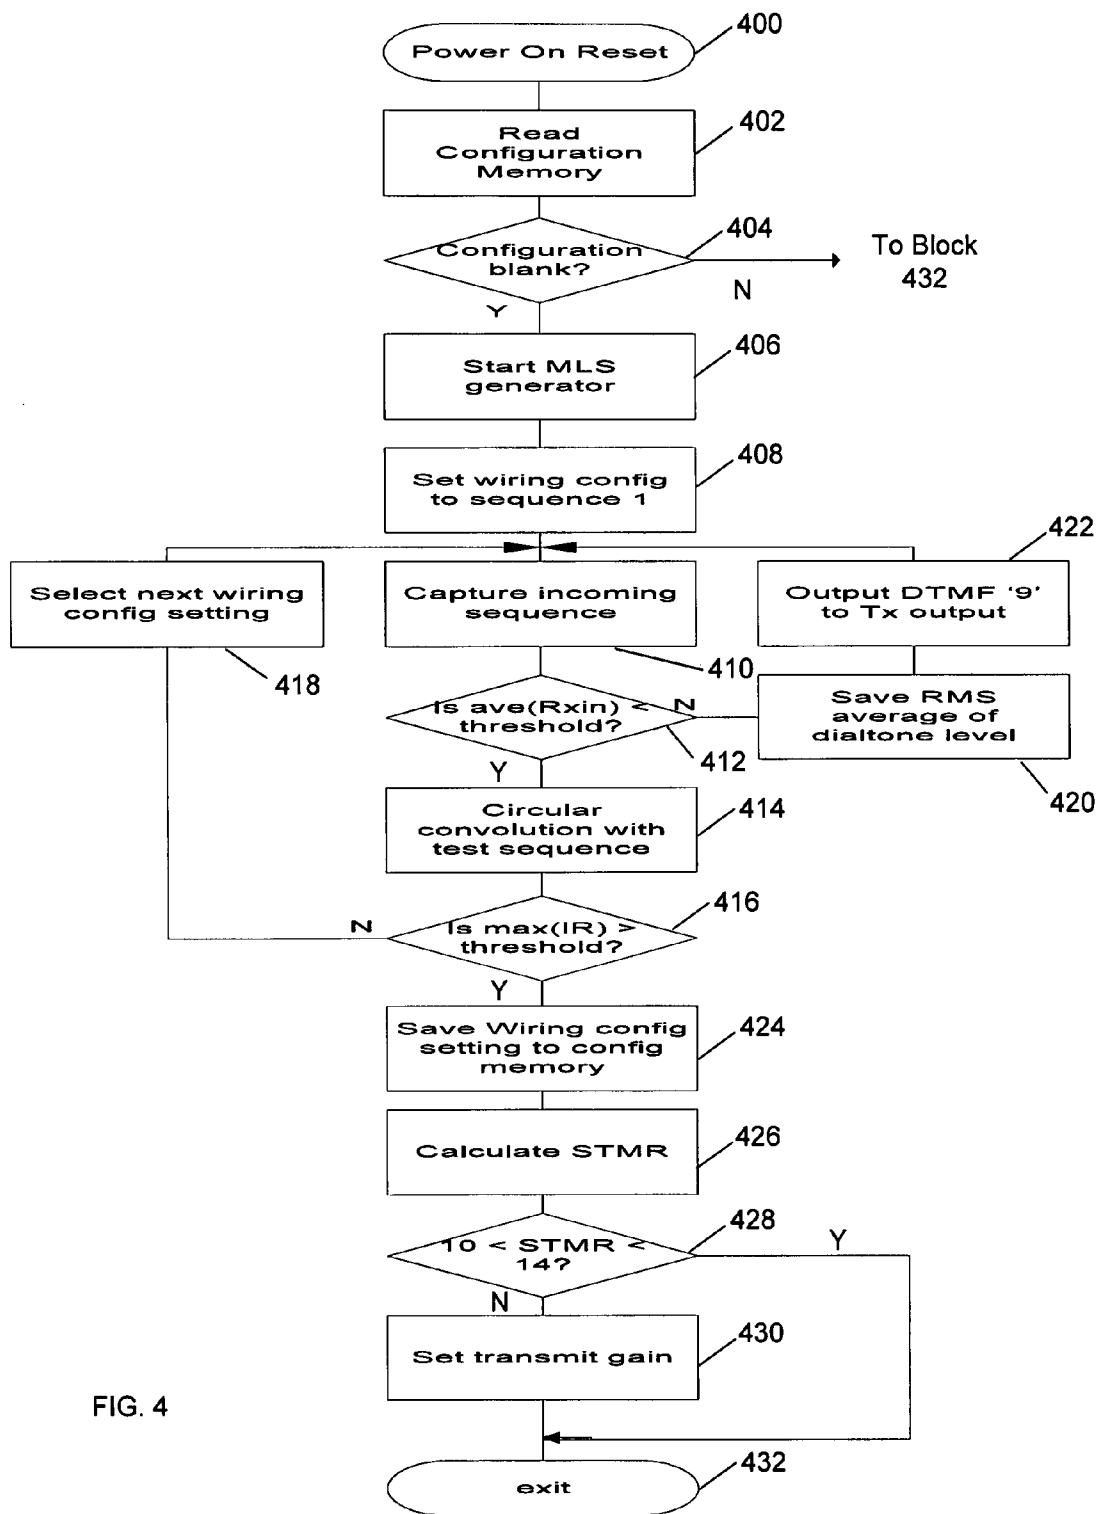 400
Power On Reset
402
Read
Configuration
Memory
404
Configuration
blank?
To Block
432
N
Y
406
Start MLS
generator
408
Set wiring config
to sequence 1
422
Select next wiring
config setting
Capture incoming
sequence
Output DTMF ‘9’
to Tx output
418
410
Is ave(Rxin) <
threshold?
N
Save RMS
average of
dialtone level
412
Y
420
414
Circular
convolution with
test sequence
416
N
Is max(IR) >
threshold?
Y
424
Save Wiring config
setting to config
memory
426
Calculate STMR
428
10 < STMR <
14?
Y
N
430
Set transmit gain
FIG. 4
432
exit